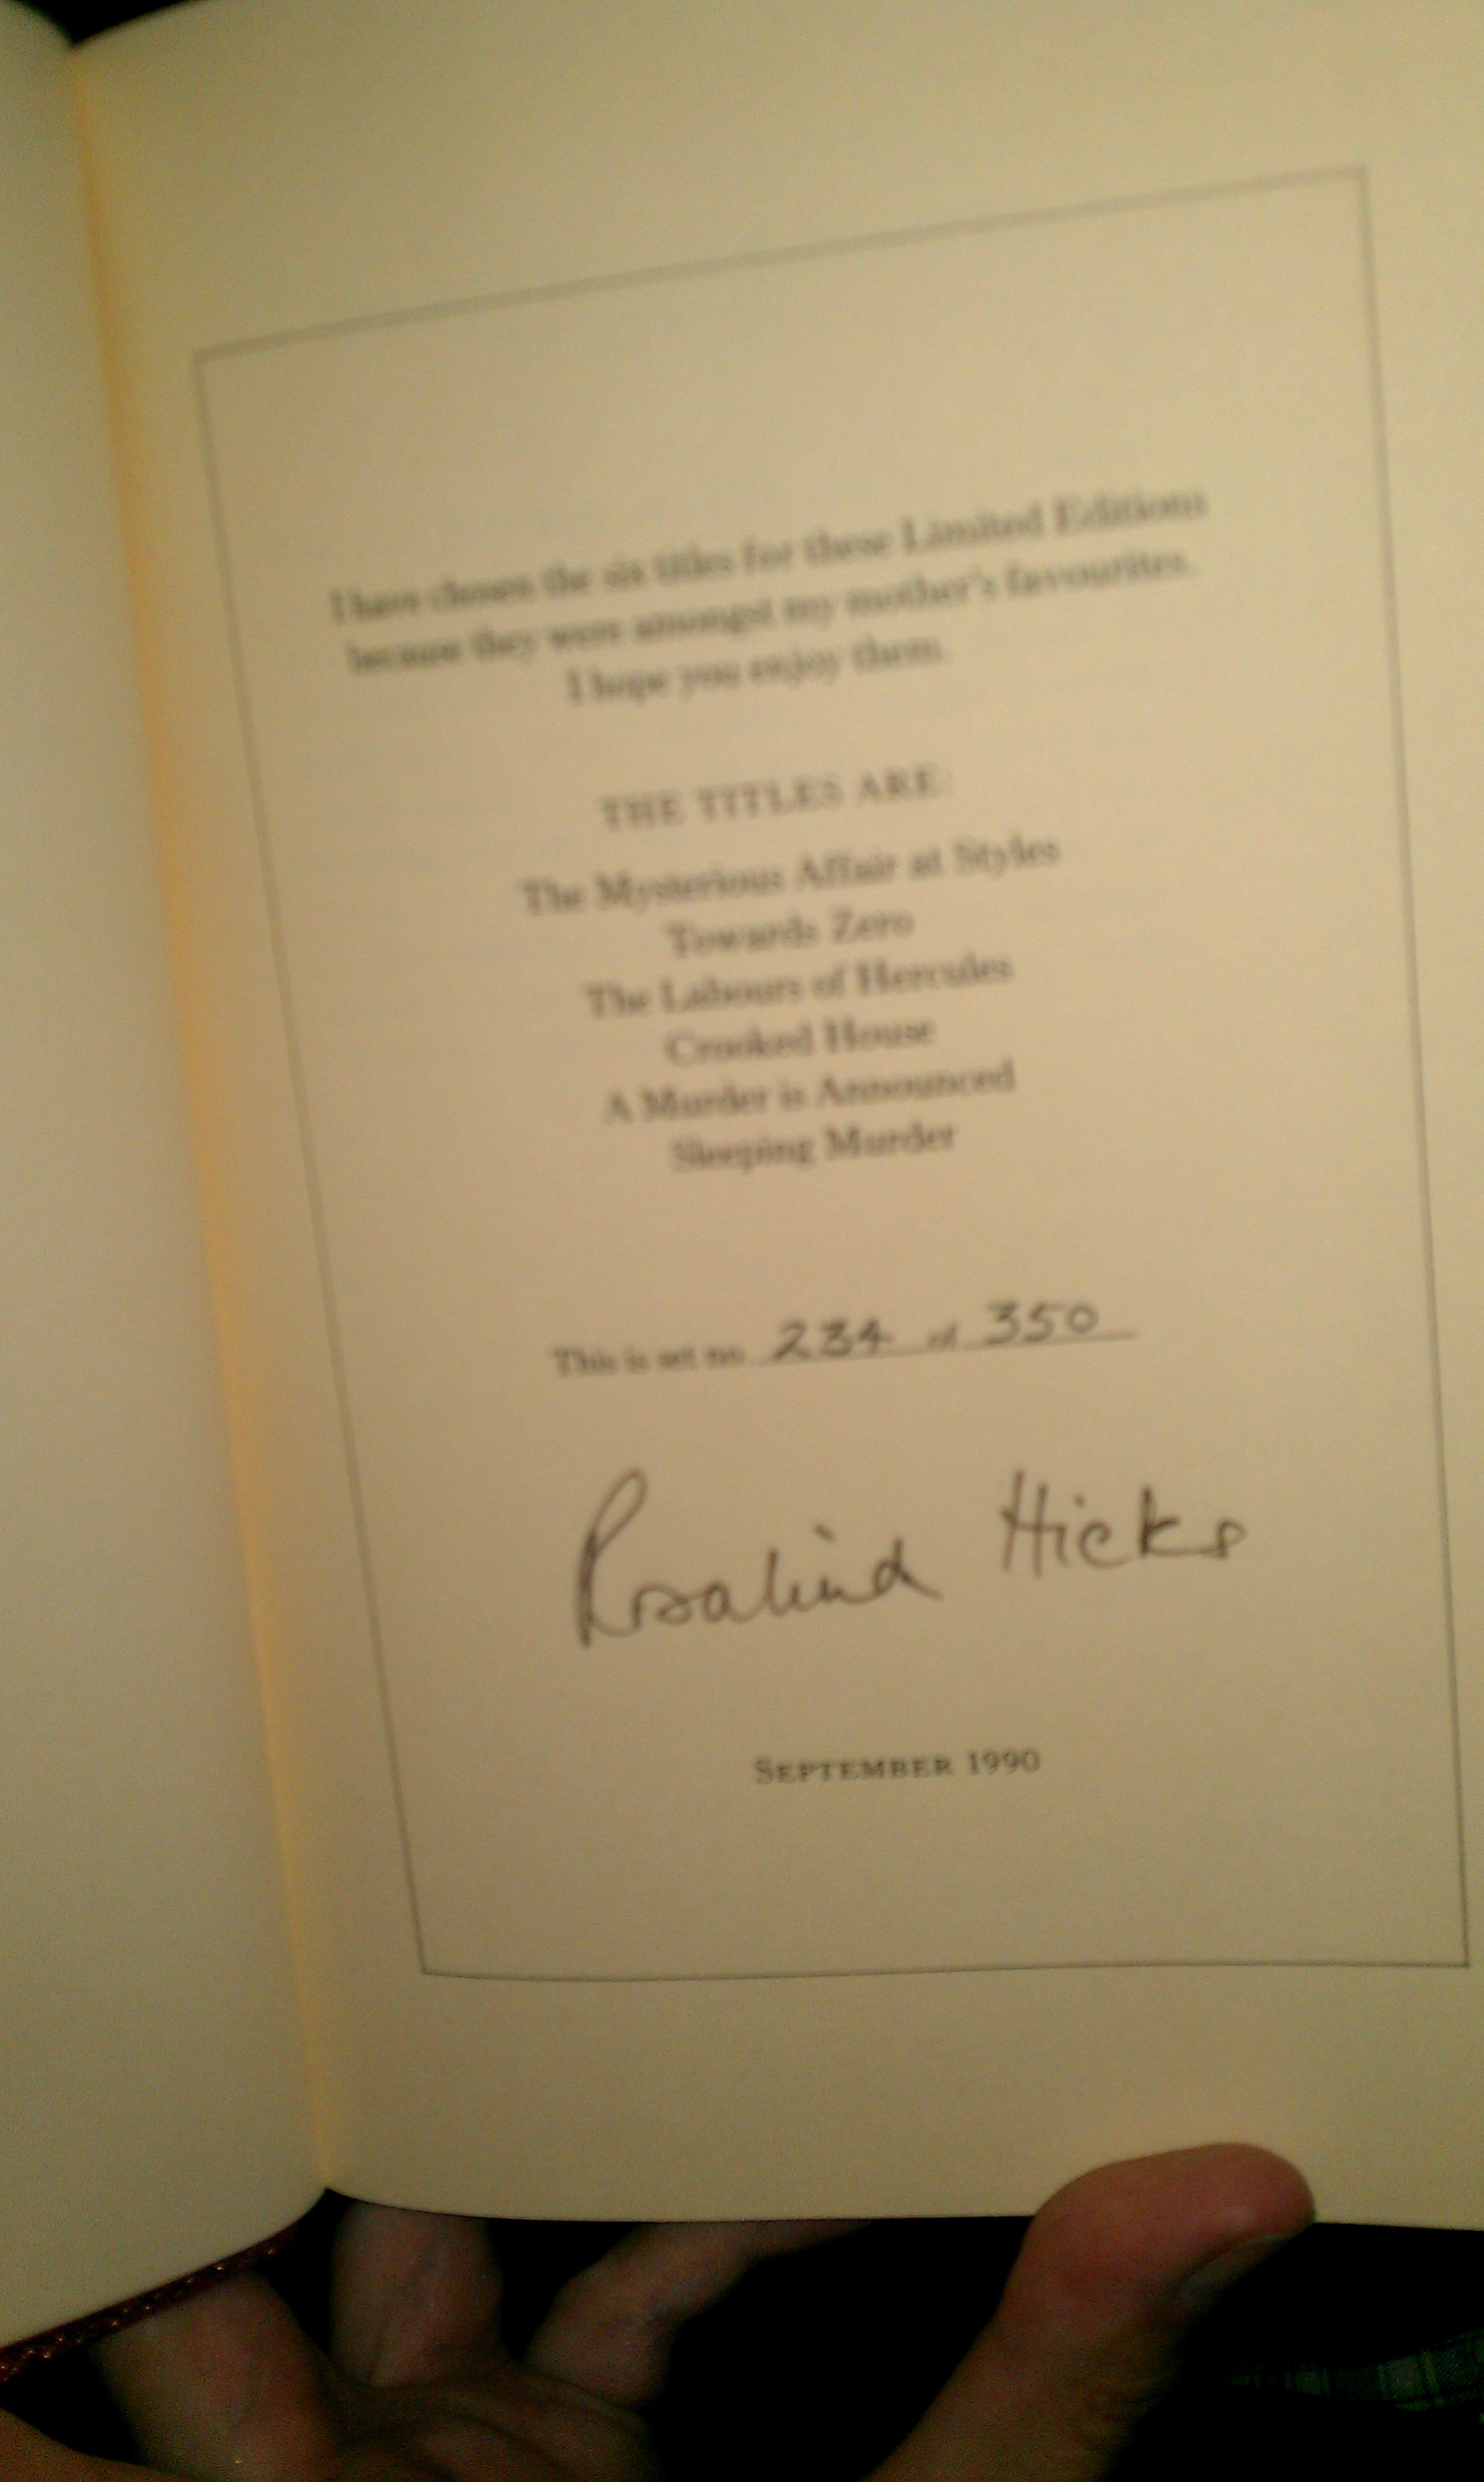 I have chosen the six titles for these Limited Editions
because they were amongst my mother's favourites.
I hope you enjoy them.
THE TITLES ARE:
The Mysterious Affair at Styles
Towards Zero
The Labours of Hercules
Crooked House
A Murder is Announced
Sleeping Murder
This is set no. 234 of 350
Rosalind Hicks
SEPTEMBER 1990